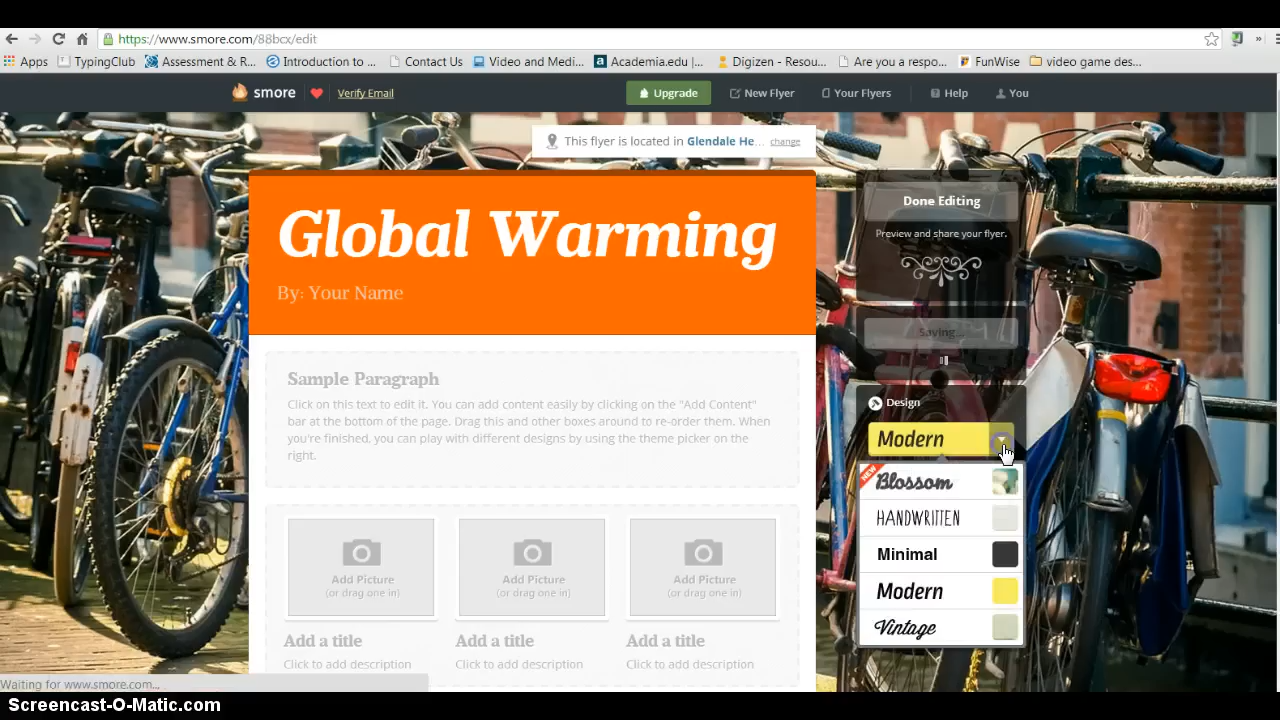 https://www.smore.com/88bcx/edit
Apps TypingClub Assessment & R... Introduction to ... Contact Us Video and Medi... Academia.edu |... Digizen - Resou... Are you a respo... FunWise video game des...
smore Verify Email Upgrade New Flyer Your Flyers Help You
This flyer is located in Glendale He... change
Global Warming
By: Your Name
Done Editing
Preview and share your flyer.
Saving...
Sample Paragraph
Click on this text to edit it. You can add content easily by clicking on the "Add Content"
bar at the bottom of the page. Drag this and other boxes around to re-order them. When
you're finished, you can play with different designs by using the theme picker on the
right.
Design
Modern
NEW
Blossom
HANDWRITTEN
Minimal
Modern
Vintage
Add Picture Add Picture Add Picture
(or drag one in) (or drag one in) (or drag one in)
Add a title Add a title Add a title
Click to add description Click to add description Click to add description
Waiting for www.smore.com...
Screencast-O-Matic.com